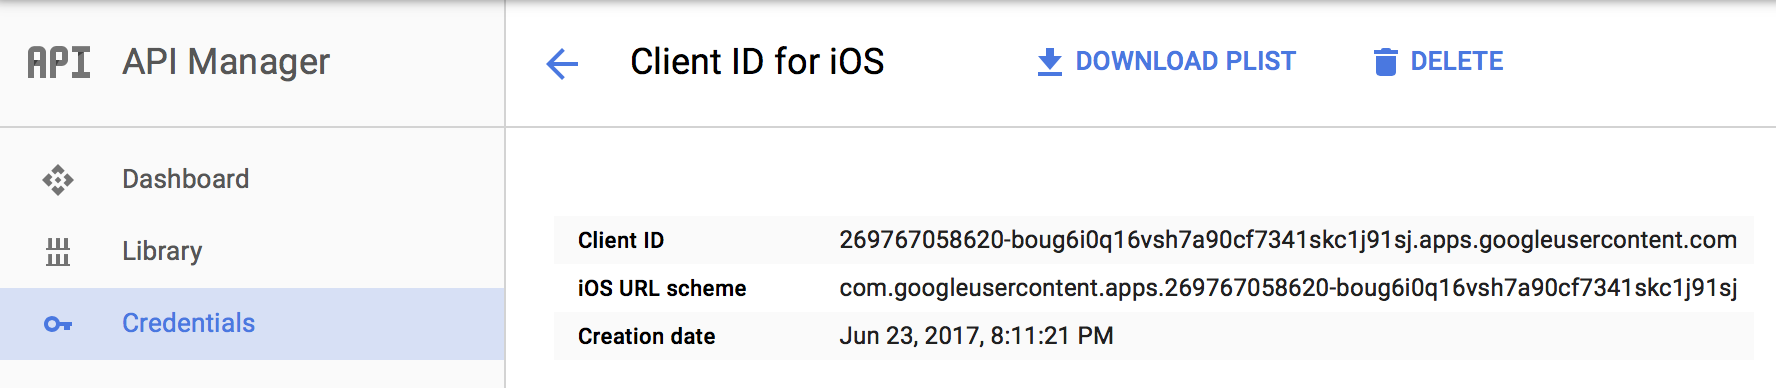 API API Manager
Client ID for iOS
DOWNLOAD PLIST
DELETE
Dashboard
Library
Credentials
Client ID 269767058620-boug6i0q16vsh7a90cf7341skc1j91sj.apps.googleusercontent.com
iOS URL scheme com.googleusercontent.apps.269767058620-boug6i0q16vsh7a90cf7341skc1j91sj
Creation date Jun 23, 2017, 8:11:21 PM